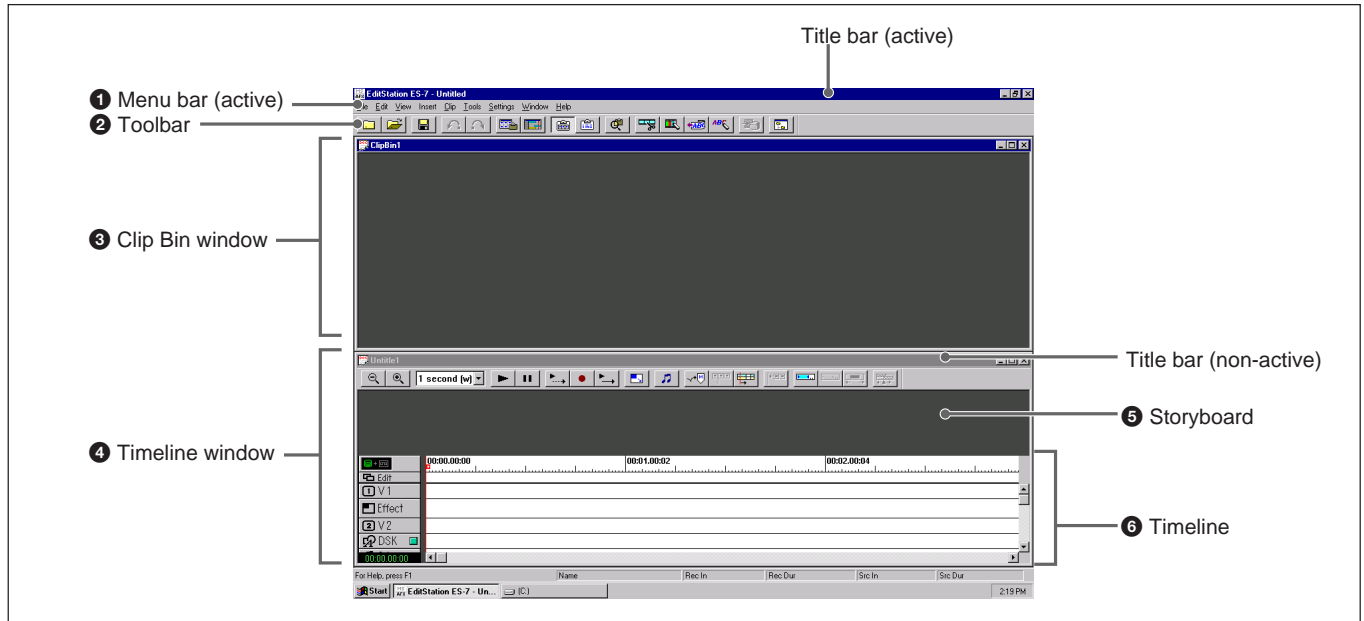 Title bar (active)
❶ Menu bar (active)
❷ Toolbar
❸ Clip Bin window
❹ Timeline window
EditStation ES-7 - Untitled
File Edit View Insert Clip Tools Settings Window Help
ClipBin1
Untitle1
Title bar (non-active)
1 second (w)
❺ Storyboard
00:00.00:00 00:01.00:02 00:02.00:04
Edit
1 V 1
Effect
2 V 2
DSK
00:00.00:00
❻ Timeline
For Help, press F1 Name Rec In Rec Dur Src In Src Dur
Start EditStation ES-7 - Un... (C:) 2:19 PM